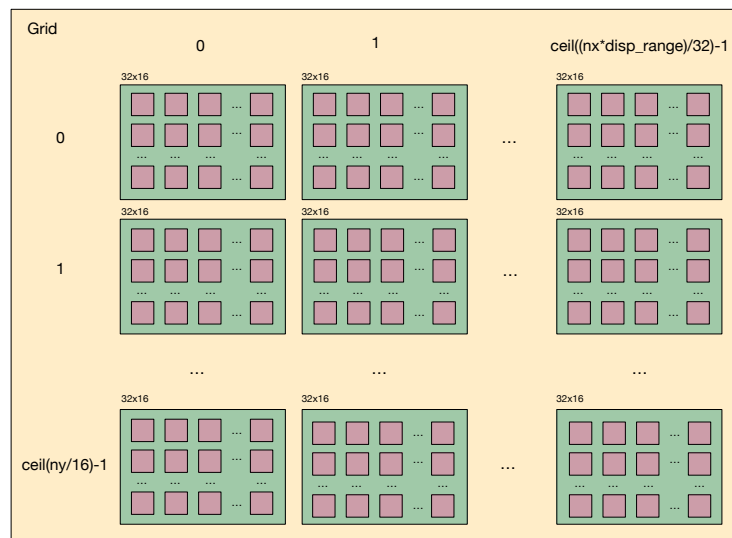 Grid
0 1 ceil((nx*disp_range)/32)-1
32x16 32x16 32x16
... ... ...
0 ...
... ... ... ... ... ... ... ... ...
... ... ...
32x16 32x16 32x16
... ... ...
1 ... ... ... ...
... ... ... ... ... ... ... ... ...
... ... ...
... ... ...
32x16 32x16 32x16
... ... ...
ceil(ny/16)-1 ... ... ... ...
... ... ... ... ... ... ... ... ...
... ... ...